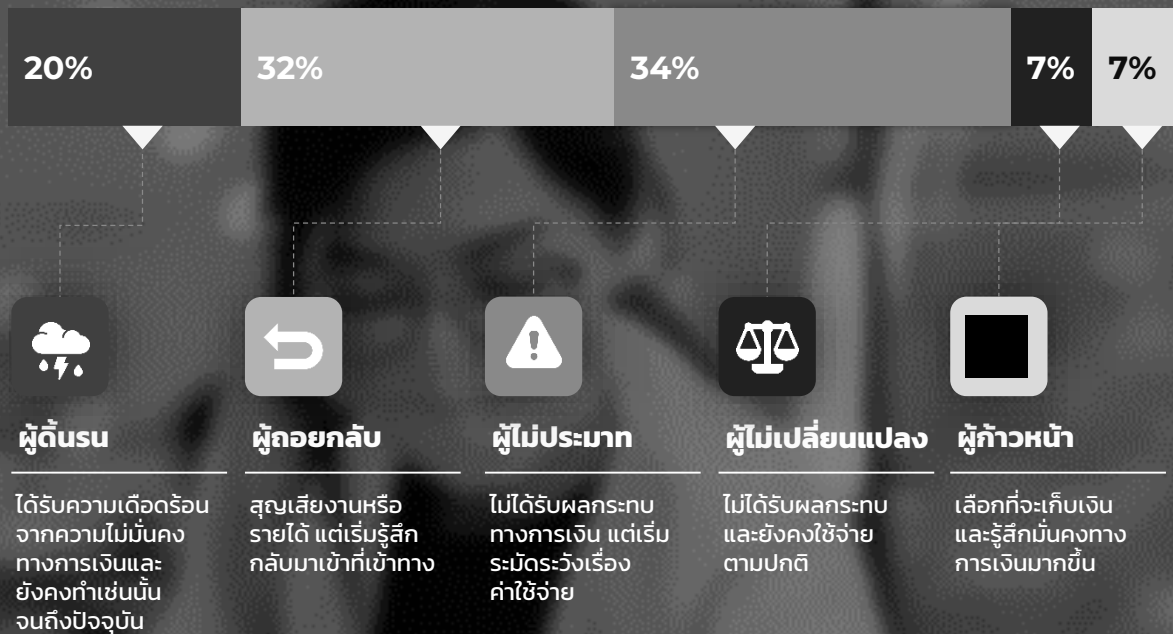 20%
32%
34%
7%
7%
ผู้ดิ้นรน
ได้รับความเดือดร้อน
จากความไม่มั่นคง
ทางการเงินและ
ยังคงทำเช่นนั้น
จนถึงปัจจุบัน
ผู้ถอยกลับ
สุญเสียงานหรือ
รายได้ แต่เริ่มรู้สึก
กลับมาเข้าที่เข้าทาง
ผู้ไม่ประมาท
ไม่ได้รับผลกระทบ
ทางการเงิน แต่เริ่ม
ระมัดระวังเรื่อง
ค่าใช้จ่าย
ผู้ไม่เปลี่ยนแปลง
ไม่ได้รับผลกระทบ
และยังคงใช้จ่าย
ตามปกติ
ผู้ก้าวหน้า
เลือกที่จะเก็บเงิน
และรู้สึกมั่นคงทาง
การเงินมากขึ้น